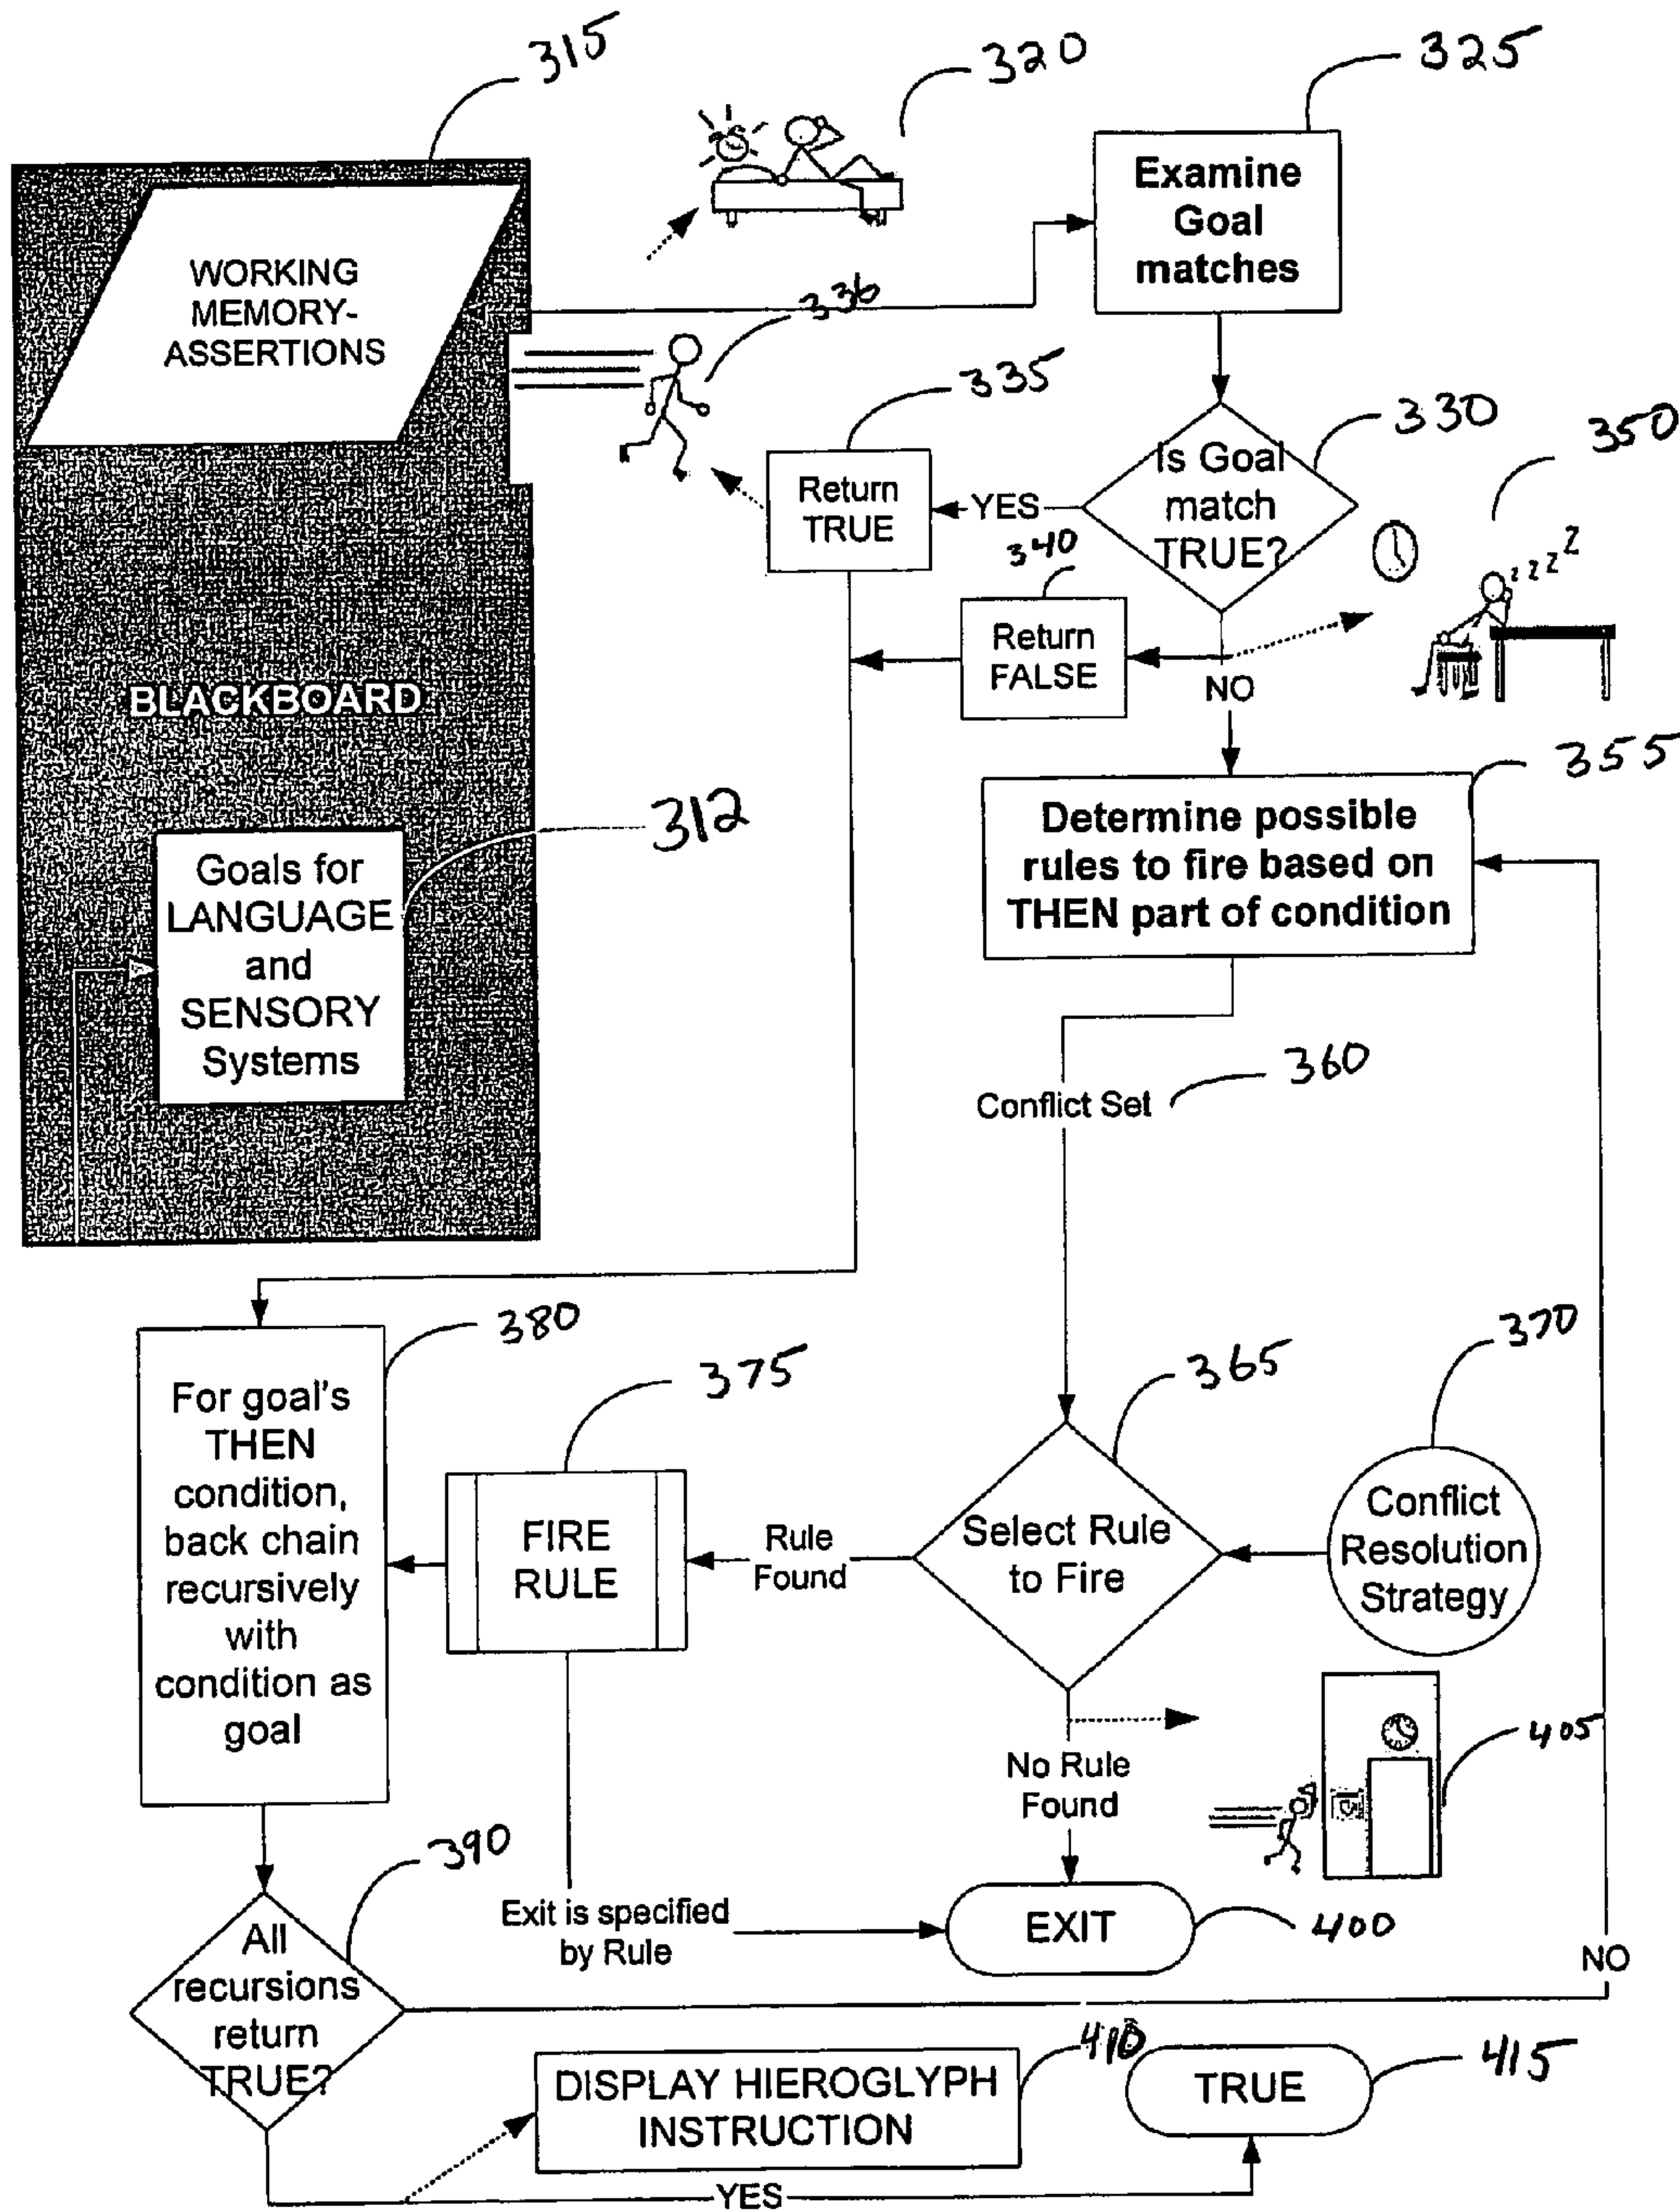 315
320
325
WORKING
MEMORY-
ASSERTIONS
Examine
Goal
matches
336
335
330
350
Return
TRUE
YES
Is Goal
match
TRUE?
340
zzzz
Return
FALSE
NO
BLACKBOARD
355
312
Goals for
LANGUAGE
and
SENSORY
Systems
Determine possible
rules to fire based on
THEN part of condition
360
Conflict Set
380
375
365
370
For goal's
THEN
condition,
back chain
recursively
with
condition as
goal
FIRE
RULE
Rule
Found
Select Rule
to Fire
Conflict
Resolution
Strategy
No Rule
Found
405
390
Exit is specified
by Rule
EXIT
400
NO
All
recursions
return
TRUE?
DISPLAY HIEROGLYPH
INSTRUCTION
410
TRUE
415
YES